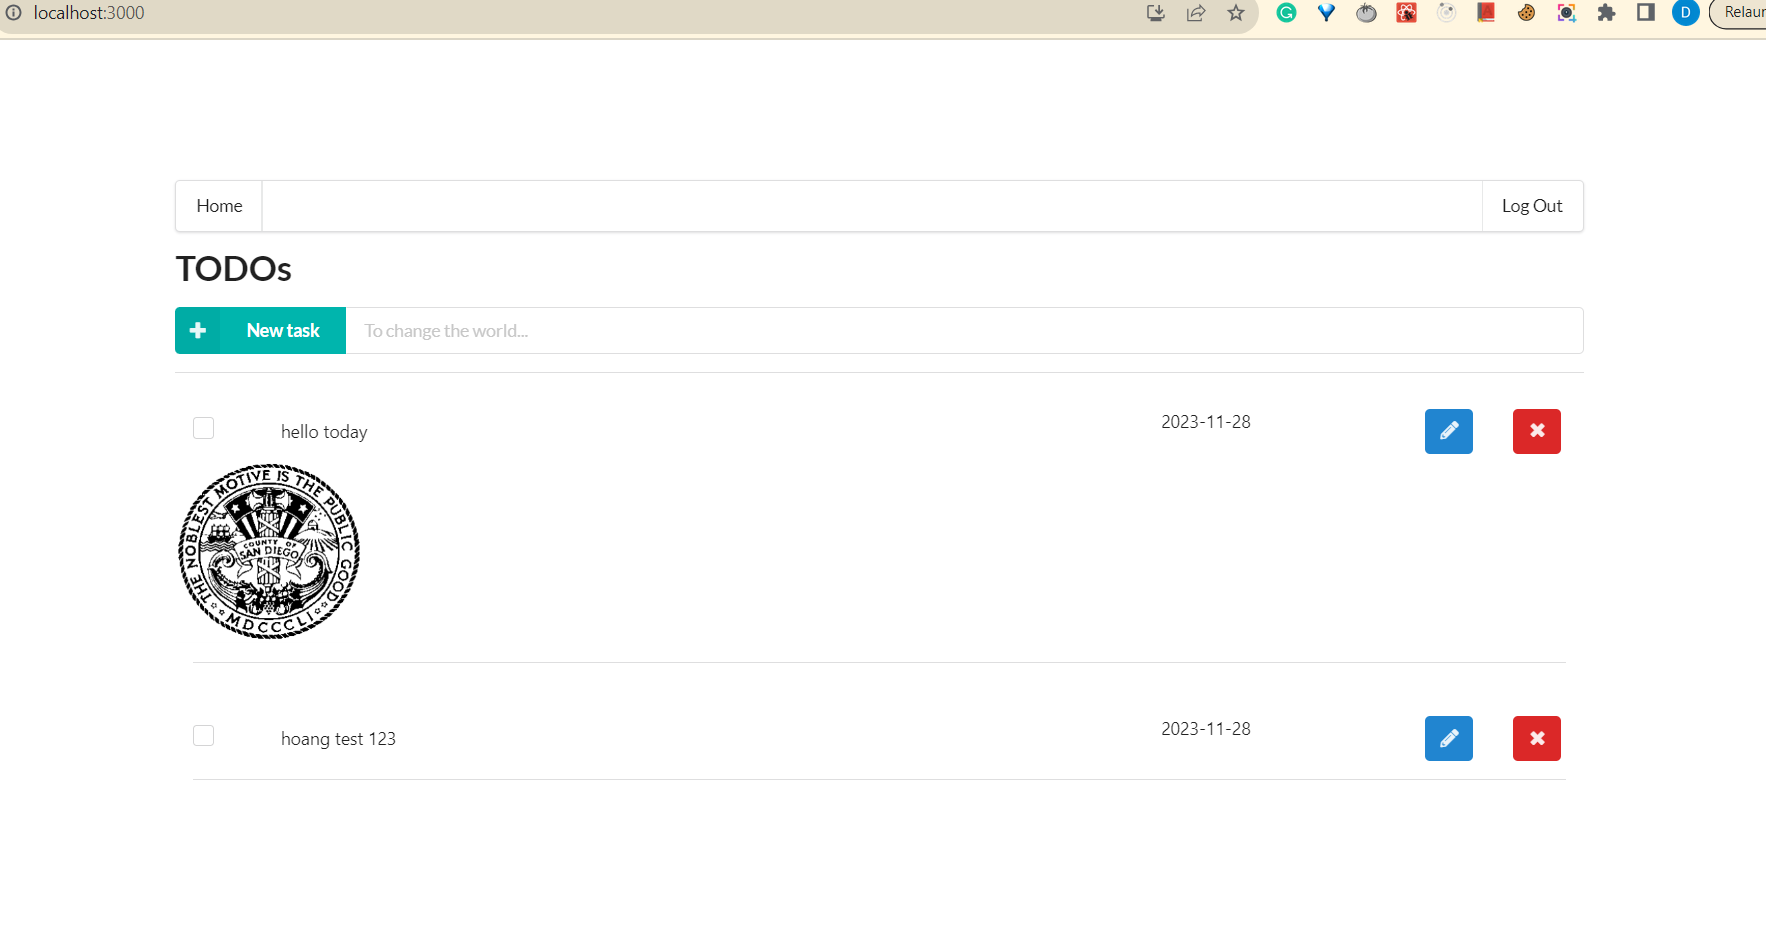 localhost:3000
D
Relaun
Home
Log Out
TODOs
New task
To change the world...
hello today
2023-11-28
THE NOBLEST MOTIVE IS THE PUBLIC GOOD
COUNTY OF
SAN DIEGO
MDCCCLI
hoang test 123
2023-11-28